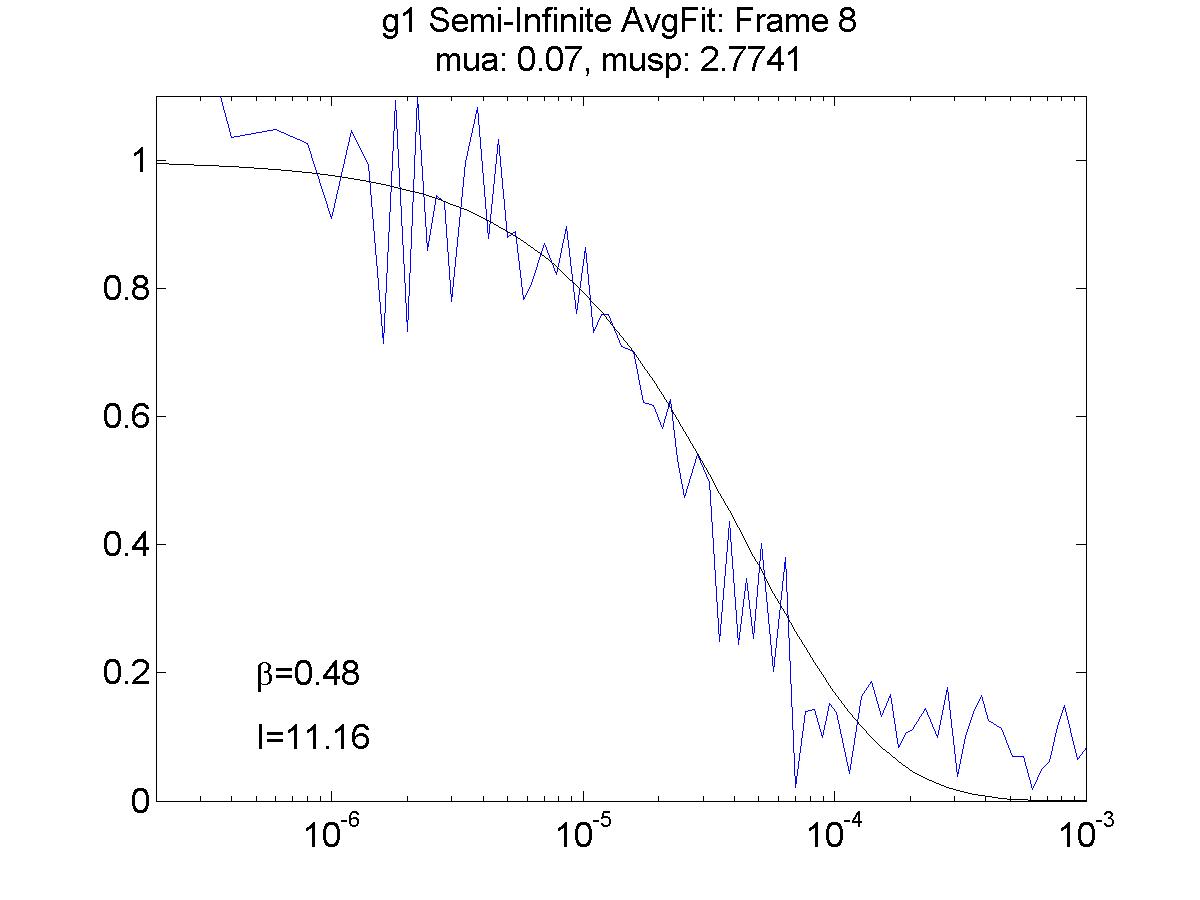 g1 Semi-Infinite AvgFit: Frame 8
mua: 0.07, musp: 2.7741
1
0.8
0.6
0.4
0.2
0
β=0.48
I=11.16
10^-6
10^-5
10^-4
10^-3